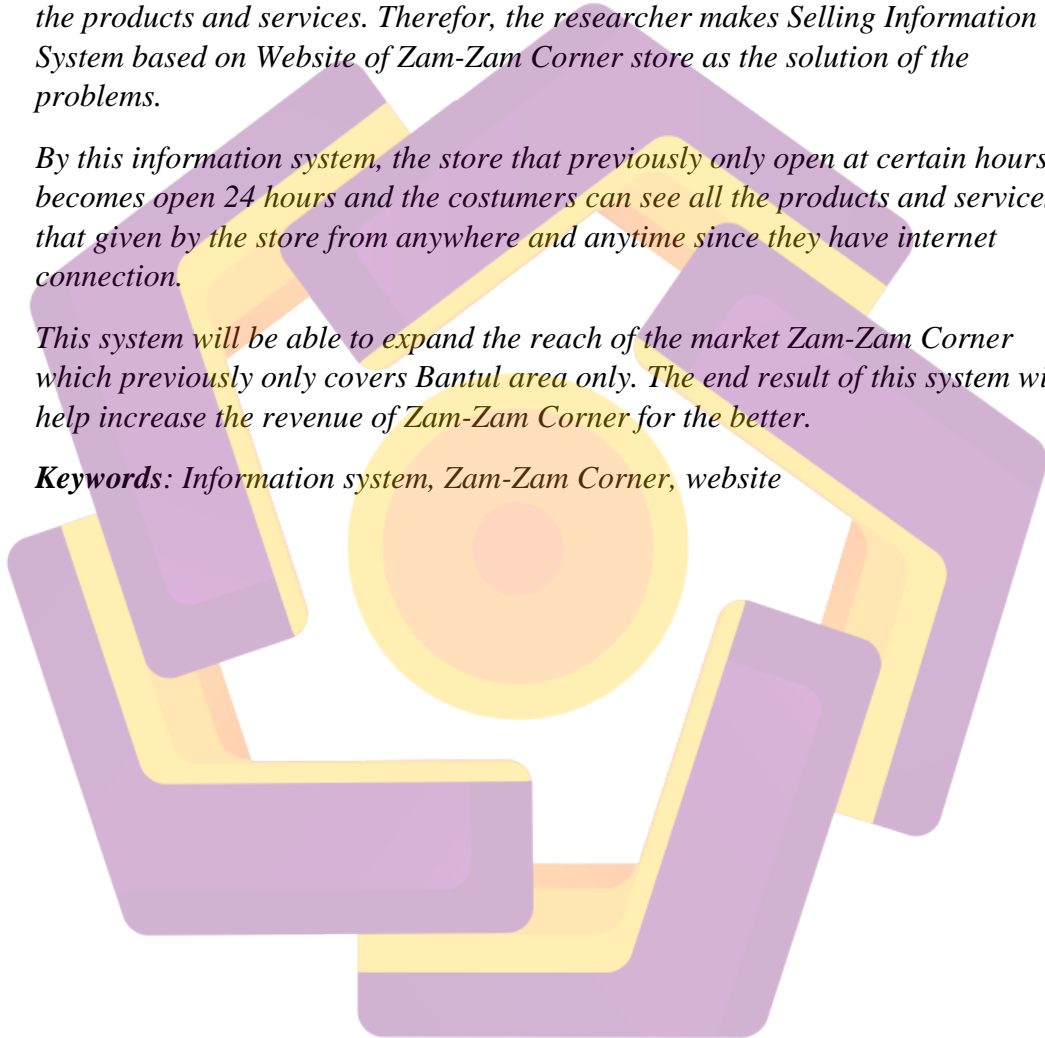 the products and services. Therefor, the researcher makes Selling Information
System based on Website of Zam-Zam Corner store as the solution of the
problems.
By this information system, the store that previously only open at certain hours
becomes open 24 hours and the costumers can see all the products and service
that given by the store from anywhere and anytime since they have internet
connection.
This system will be able to expand the reach of the market Zam-Zam Corner
which previously only covers Bantul area only. The end result of this system wi
help increase the revenue of Zam-Zam Corner for the better.
Keywords: Information system, Zam-Zam Corner, website